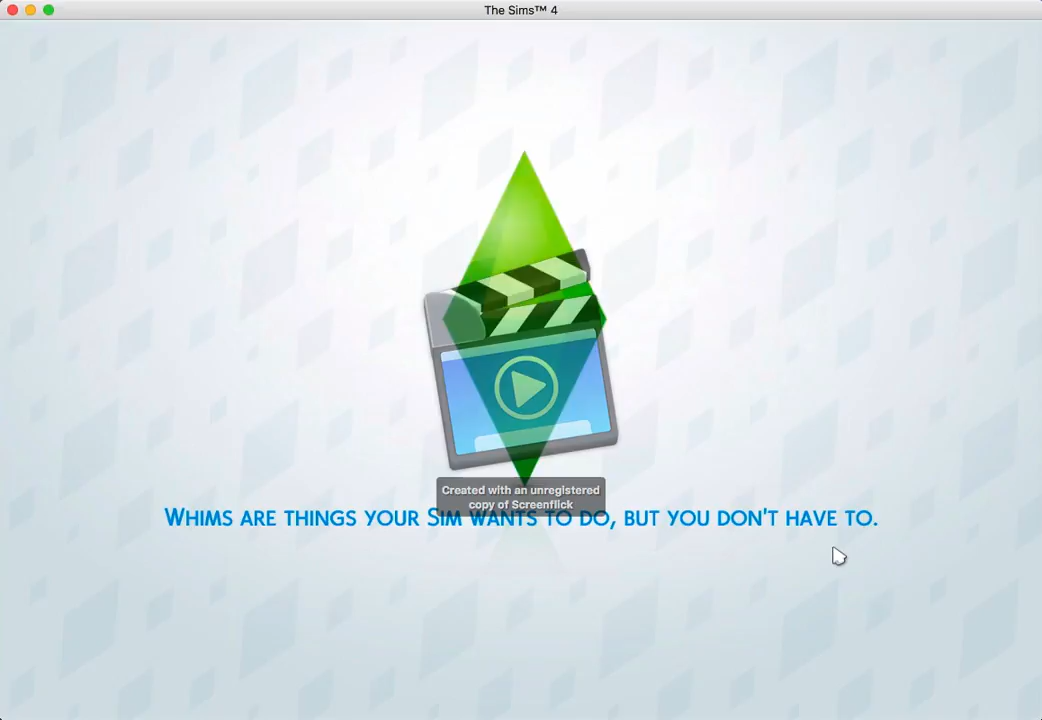 The Sims™ 4
Created with an unregistered
copy of Screenflick
Whims are things your Sim wants to do, but you don't have to.